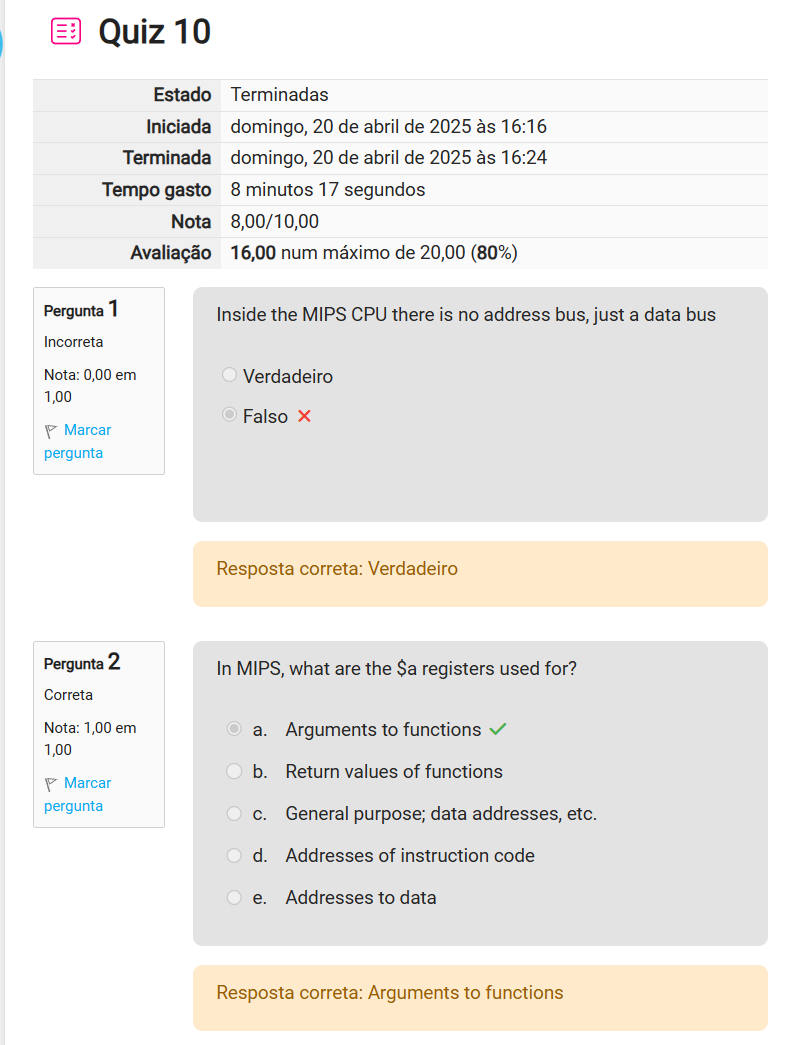 Quiz 10
Estado Terminadas
Iniciada domingo, 20 de abril de 2025 às 16:16
Terminada domingo, 20 de abril de 2025 às 16:24
Tempo gasto 8 minutos 17 segundos
Nota 8,00/10,00
Avaliação 16,00 num máximo de 20,00 (80%)
Pergunta 1
Incorreta
Nota: 0,00 em
1,00
Marcar
pergunta
Inside the MIPS CPU there is no address bus, just a data bus
Verdadeiro
Falso
Resposta correta: Verdadeiro
Pergunta 2
Correta
Nota: 1,00 em
1,00
Marcar
pergunta
In MIPS, what are the $a registers used for?
a. Arguments to functions
b. Return values of functions
c. General purpose; data addresses, etc.
d. Addresses of instruction code
e. Addresses to data
Resposta correta: Arguments to functions